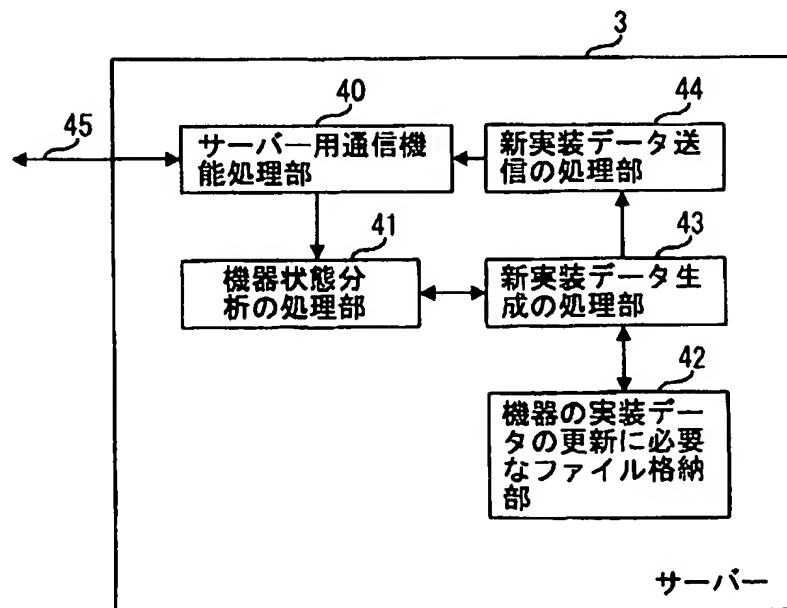 3
40
サーバー用通信機
能処理部
44
新実装データ送
信の処理部
45
41
機器状態分
析の処理部
43
新実装データ生
成の処理部
42
機器の実装デー
タの更新に必要
なファイル格納
部
サーバー